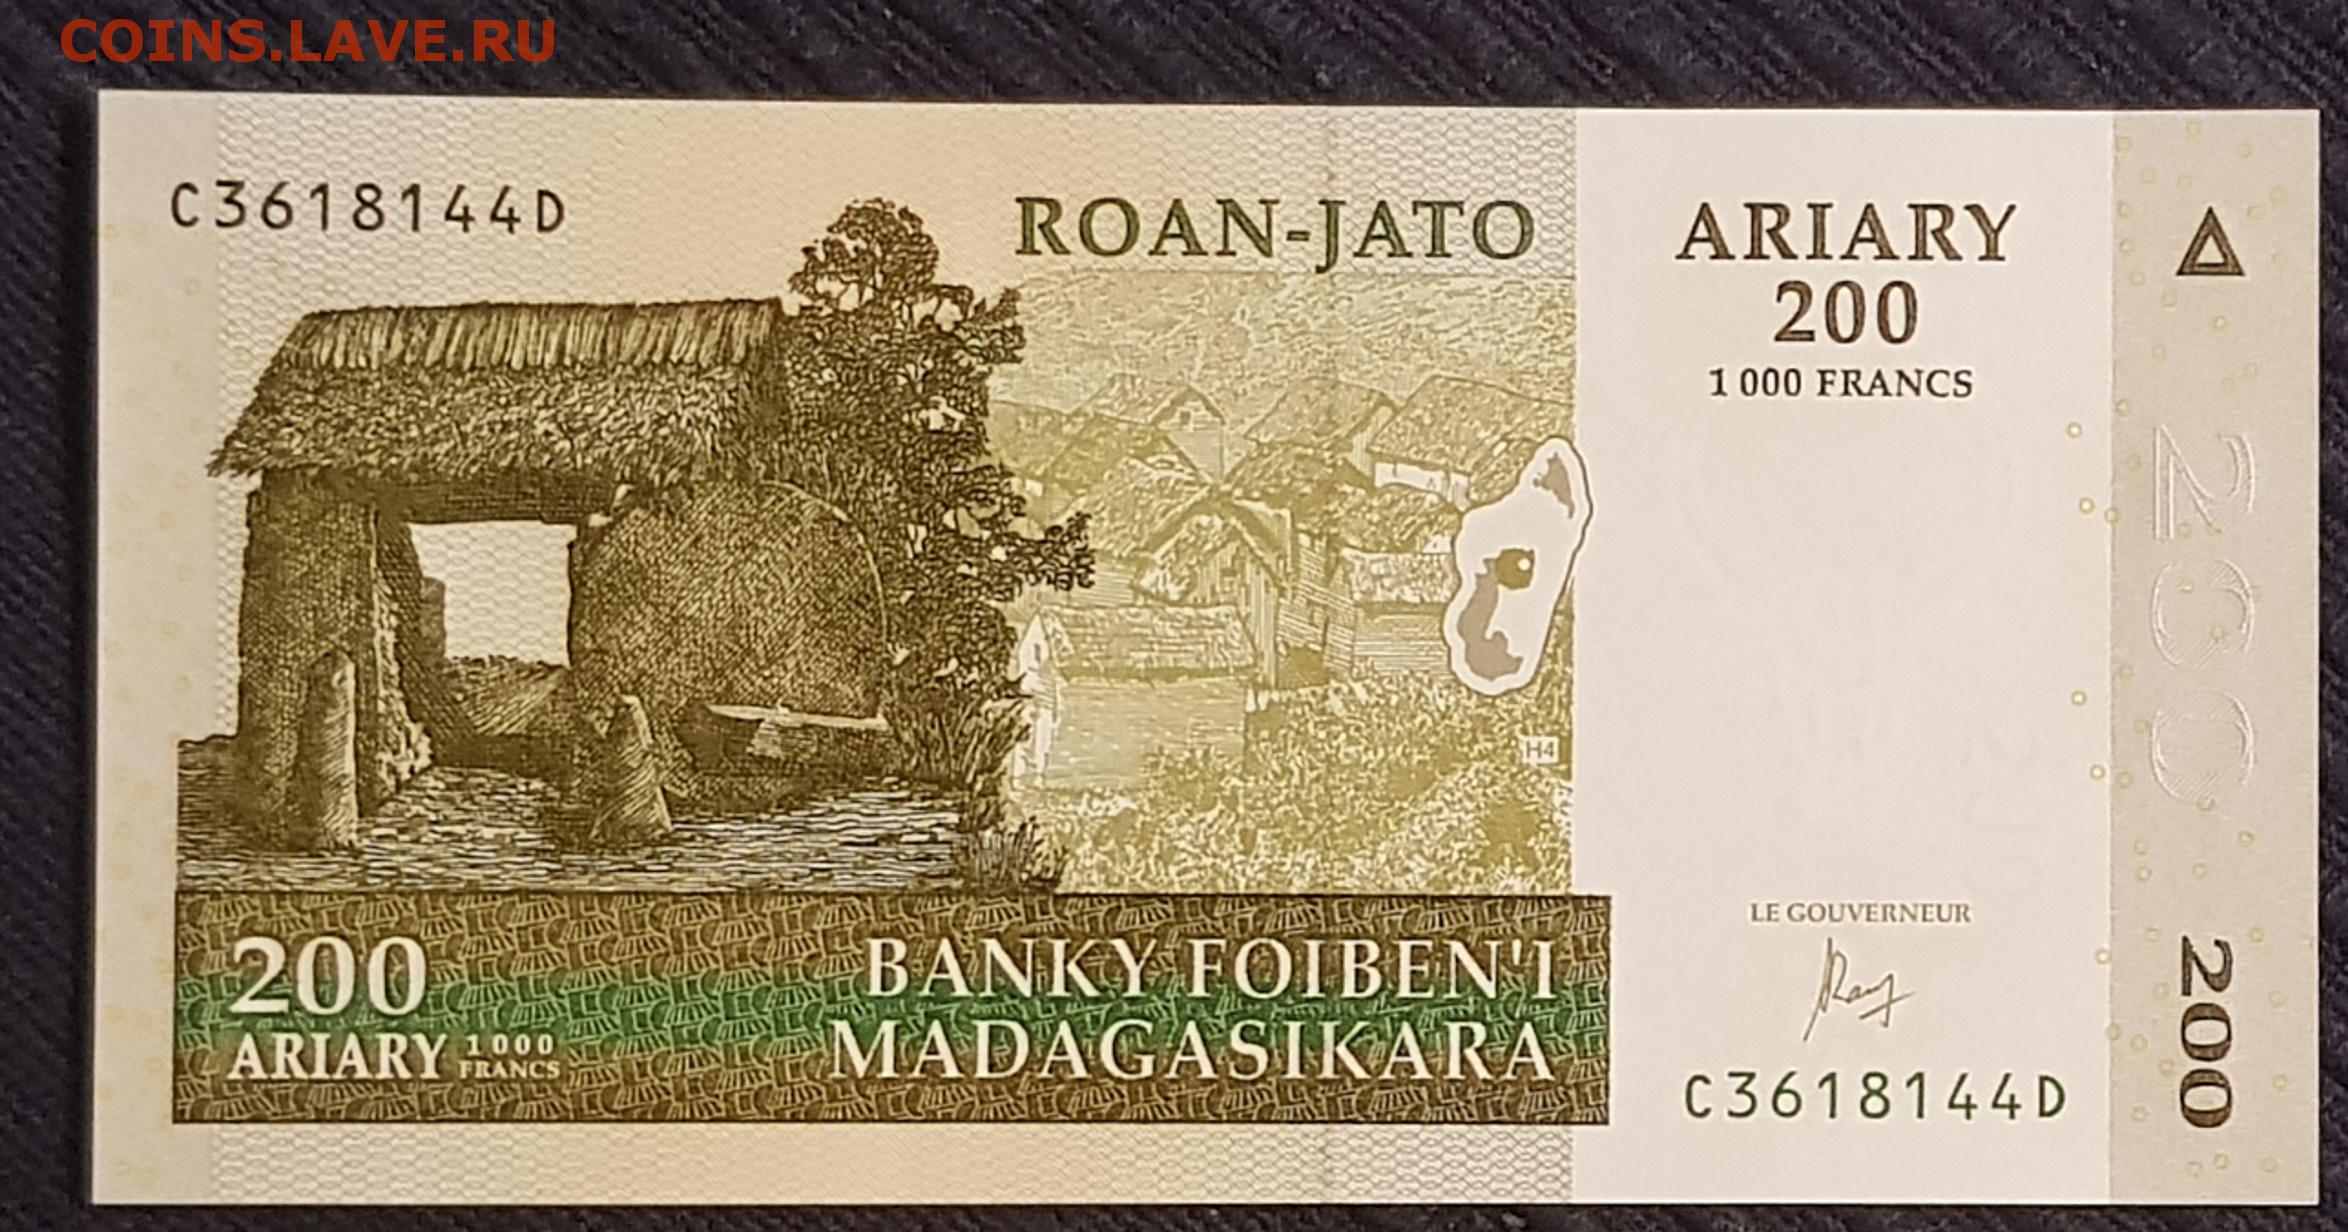 COINS.LAVE.RU
C3618144D
ROAN-JATO
ARIARY
200
1 000 FRANCS
200
H4
LE GOUVERNEUR
200
ARIARY 1 000 FRANCS
BANKY FOIBEN'I
MADAGASIKARA
C3618144D
200